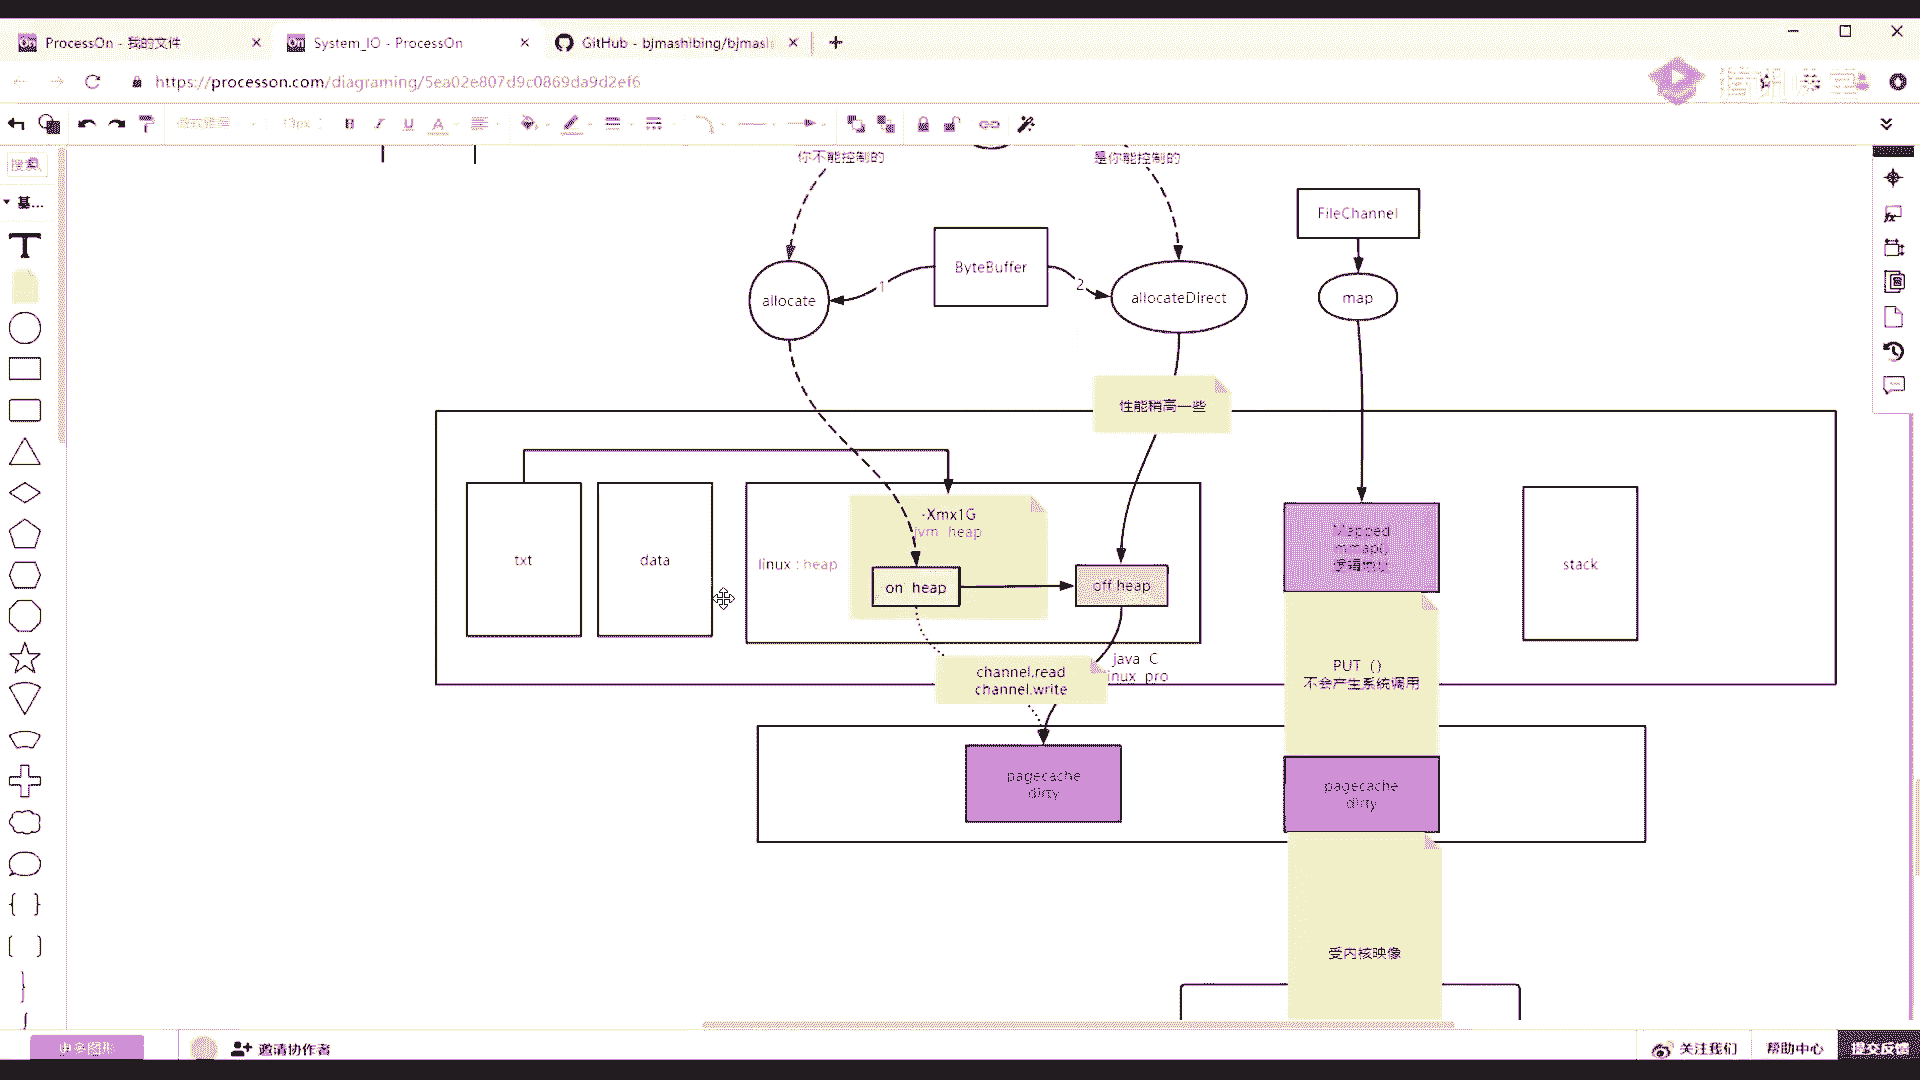 ProcessOn - 我的文件
System_IO - ProcessOn
GitHub - bjmashibing/bjmas
https://processon.com/diagraming/5ea02e807d9c0869da9d2ef6
搜索
基...
你不能控制的
是你能控制的
FileChannel
ByteBuffer
1
2
allocate
allocateDirect
map
性能稍高一些
-Xmx1G
jvm heap
txt
data
linux : heap
on heap
off heap
Mapped
mmap()
逻辑地址
stack
channel.read
channel.write
java C
linux pro
PUT ()
不会产生系统调用
pagecache
dirty
pagecache
dirty
受内核映像
更多图形
邀请协作者
关注我们
帮助中心
提交反馈